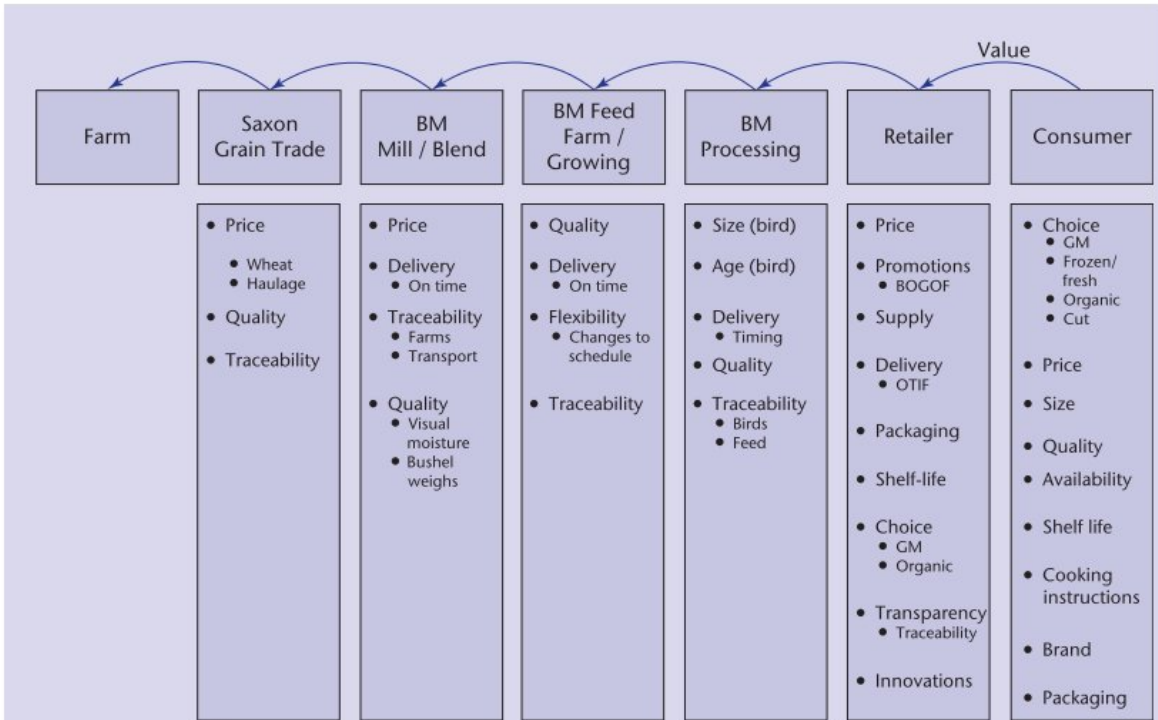 Value
Farm
Saxon
Grain Trade
BM
Mill / Blend
BM Feed
Farm /
Growing
BM
Processing
Retailer
Consumer
• Price
• Wheat
• Haulage
• Quality
• Traceability
• Price
• Delivery
• On time
• Traceability
• Farms
• Transport
• Quality
• Visual
moisture
• Bushel
weighs
• Quality
• Delivery
• On time
• Flexibility
• Changes to
schedule
• Traceability
• Size (bird)
• Age (bird)
• Delivery
• Timing
• Quality
• Traceability
• Birds
• Feed
• Price
• Promotions
• BOGOF
• Supply
• Delivery
• OTIF
• Packaging
• Shelf-life
• Choice
• GM
• Organic
• Transparency
• Traceability
• Innovations
• Choice
• GM
• Frozen/
fresh
• Organic
• Cut
• Price
• Size
• Quality
• Availability
• Shelf life
• Cooking
instructions
• Brand
• Packaging